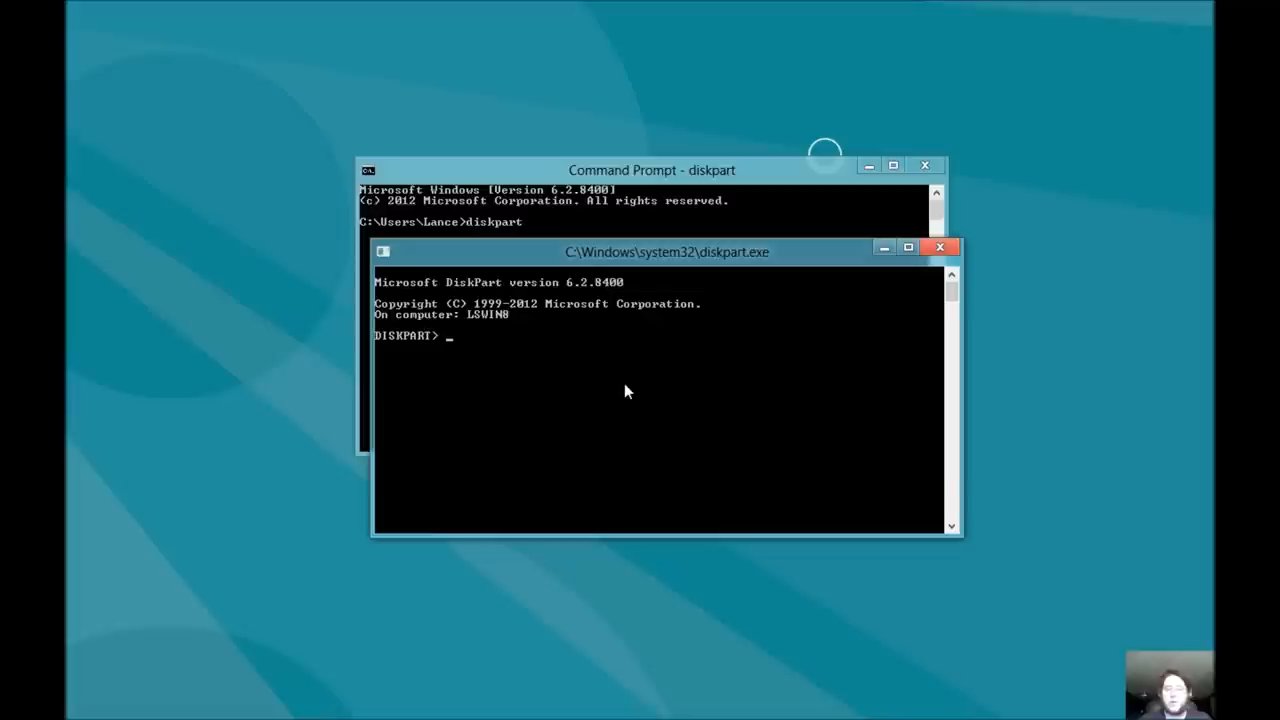 Command Prompt - diskpart
Microsoft Windows [Version 6.2.8400]
(c) 2012 Microsoft Corporation. All rights reserved.
C:\Users\Lance>diskpart
C:\Windows\system32\diskpart.exe
Microsoft DiskPart version 6.2.8400
Copyright (C) 1999-2012 Microsoft Corporation.
On computer: LSWIN8
DISKPART> _